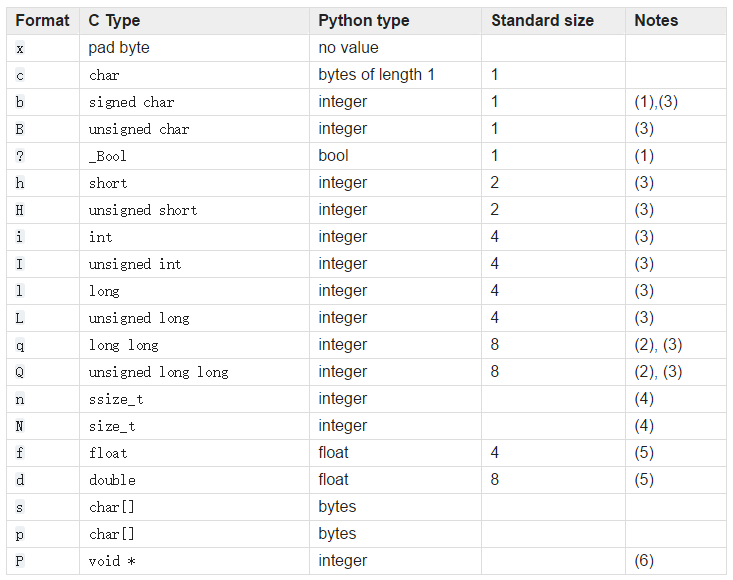 Format C Type Python type Standard size Notes
x pad byte no value
c char bytes of length 1 1
b signed char integer 1 (1),(3)
B unsigned char integer 1 (3)
? _Bool bool 1 (1)
h short integer 2 (3)
H unsigned short integer 2 (3)
i int integer 4 (3)
I unsigned int integer 4 (3)
l long integer 4 (3)
L unsigned long integer 4 (3)
q long long integer 8 (2), (3)
Q unsigned long long integer 8 (2), (3)
n ssize_t integer (4)
N size_t integer (4)
f float float 4 (5)
d double float 8 (5)
s char[] bytes
p char[] bytes
P void * integer (6)